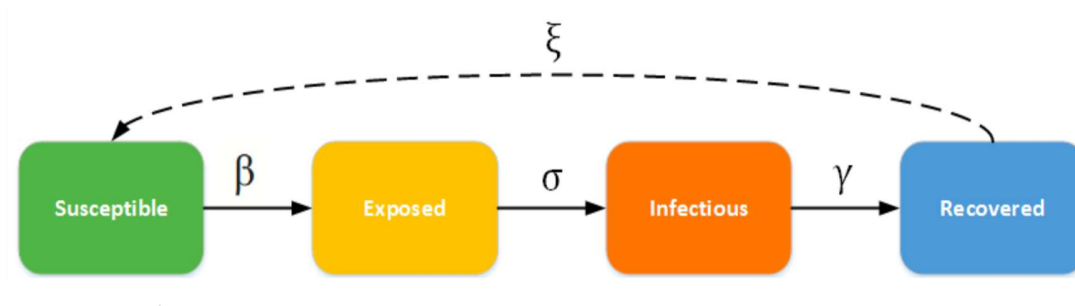 ξ
β
σ
γ
Susceptible
Exposed
Infectious
Recovered